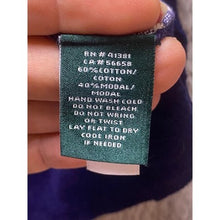 RN# 41381
CA# 56658
60% COTTON/
COTON
40% MODAL/
MODAL
HAND WASH COLD
DO NOT BLEACH.
DO NOT WRING
OR TWIST
LAY FLAT TO DRY
COOL IRON
IF NEEDED